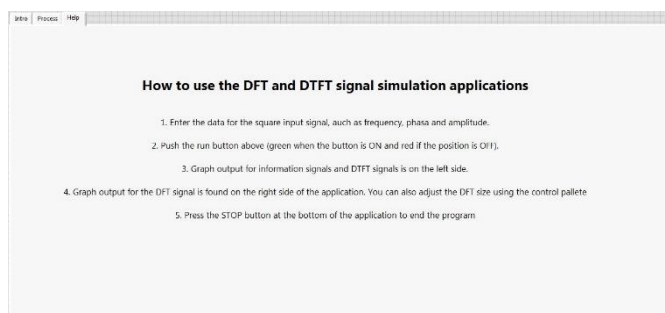 Intro Process Help
How to use the DFT and DTFT signal simulation applications
1. Enter the data for the square input signal, auch as frequency, phasa and amplitude.
2. Push the run button above (green when the button is ON and red if the position is OFF).
3. Graph output for information signals and DTFT signals is on the left side.
4. Graph output for the DFT signal is found on the right side of the application. You can also adjust the DFT size using the control pallete
5. Press the STOP button at the bottom of the application to end the program